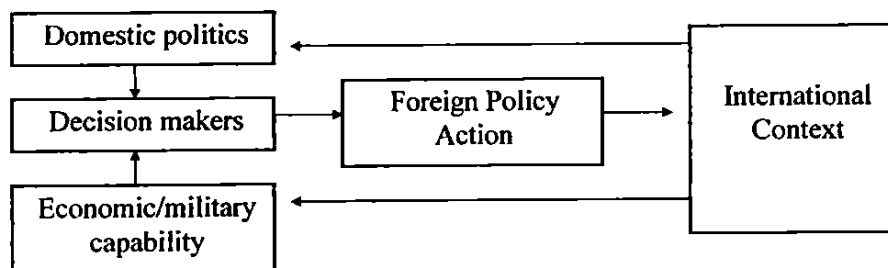 Domestic politics
Decision makers
Economic/military
capability
Foreign Policy
Action
International
Context